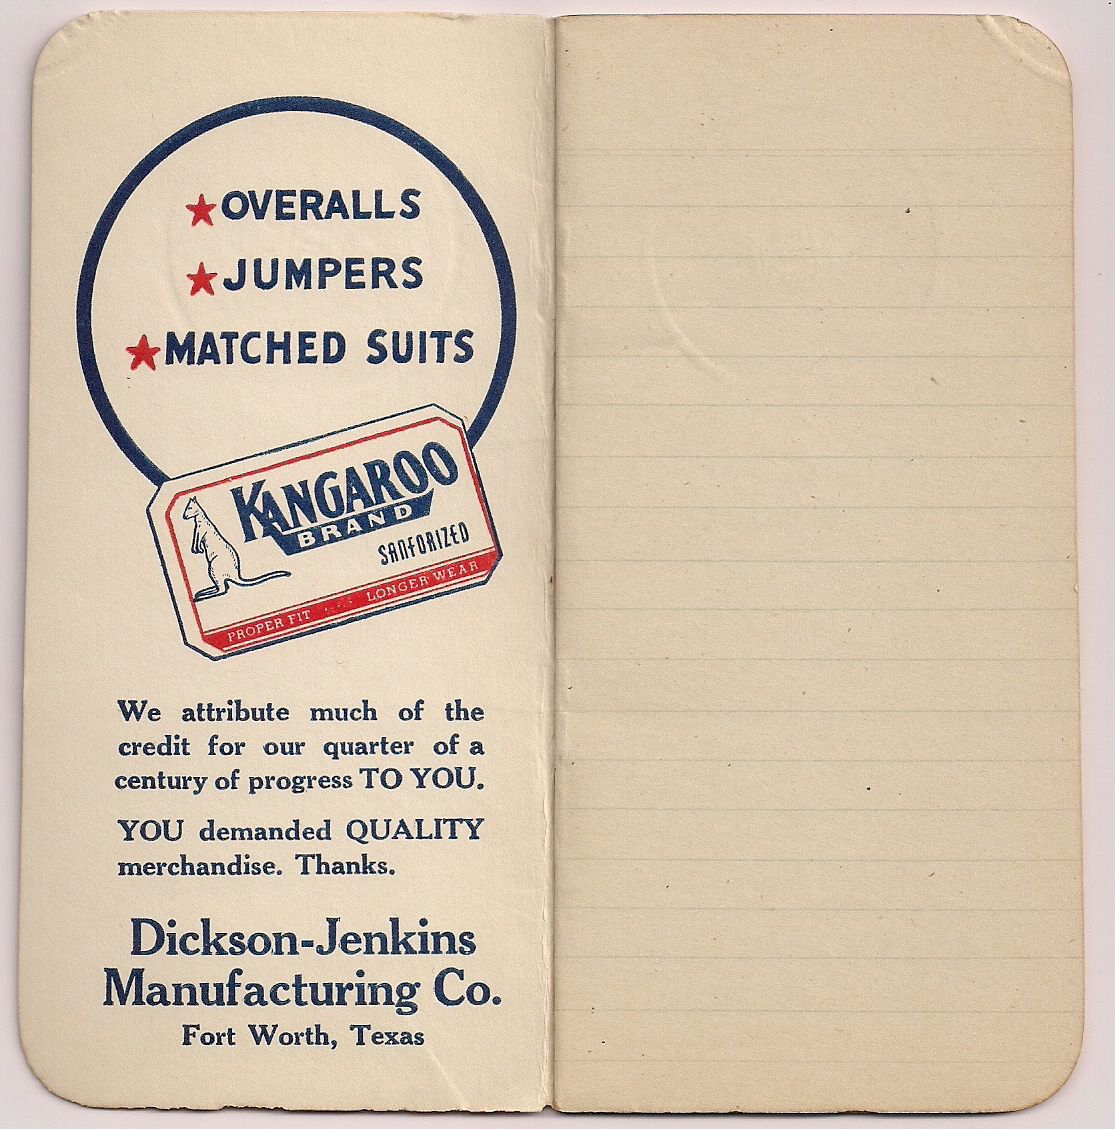 OVERALLS
JUMPERS
MATCHED SUITS
KANGAROO
BRAND
SANFORIZED
PROPER FIT LONGER WEAR
We attribute much of the
credit for our quarter of a
century of progress TO YOU.
YOU demanded QUALITY
merchandise. Thanks.
Dickson-Jenkins
Manufacturing Co.
Fort Worth, Texas